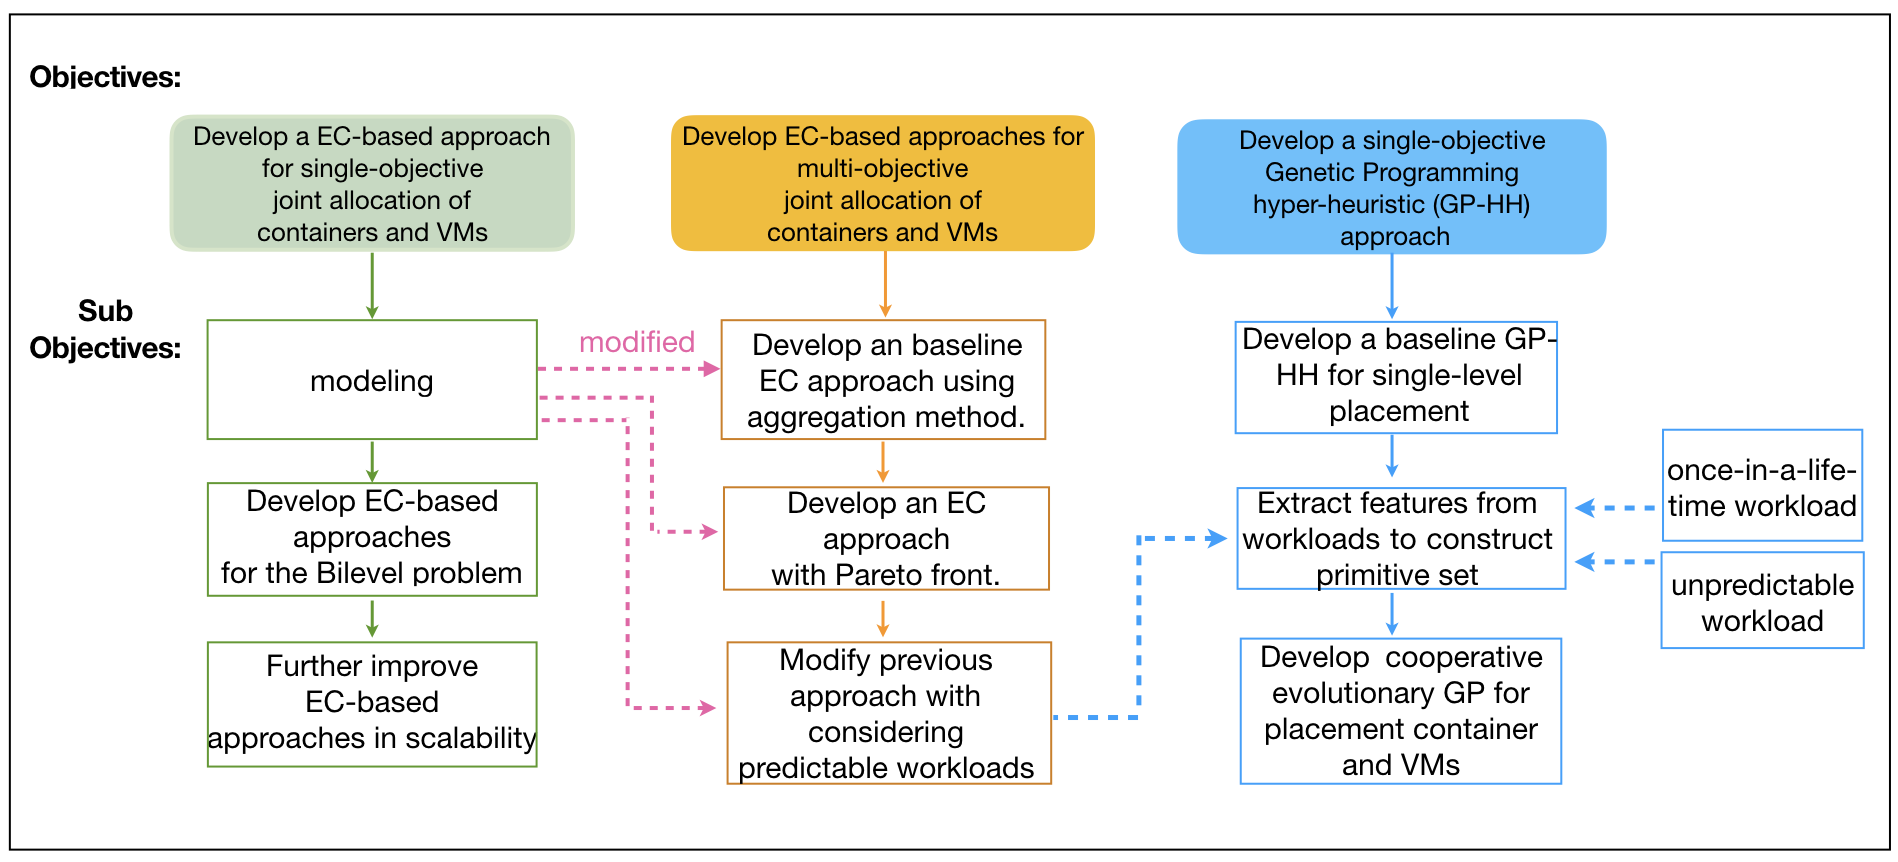 Objectives:
Develop a EC-based approach
for single-objective
joint allocation of
containers and VMs
Develop EC-based approaches for
multi-objective
joint allocation of
containers and VMs
Develop a single-objective
Genetic Programming
hyper-heuristic (GP-HH)
approach
Sub
Objectives:
modeling
modified
Develop an baseline
EC approach using
aggregation method.
Develop a baseline GP-
HH for single-level
placement
Develop EC-based
approaches
for the Bilevel problem
Develop an EC
approach
with Pareto front.
Extract features from
workloads to construct
primitive set
once-in-a-life-
time workload
unpredictable
workload
Further improve
EC-based
approaches in scalability
Modify previous
approach with
considering
predictable workloads
Develop  cooperative
evolutionary GP for
placement container
and VMs